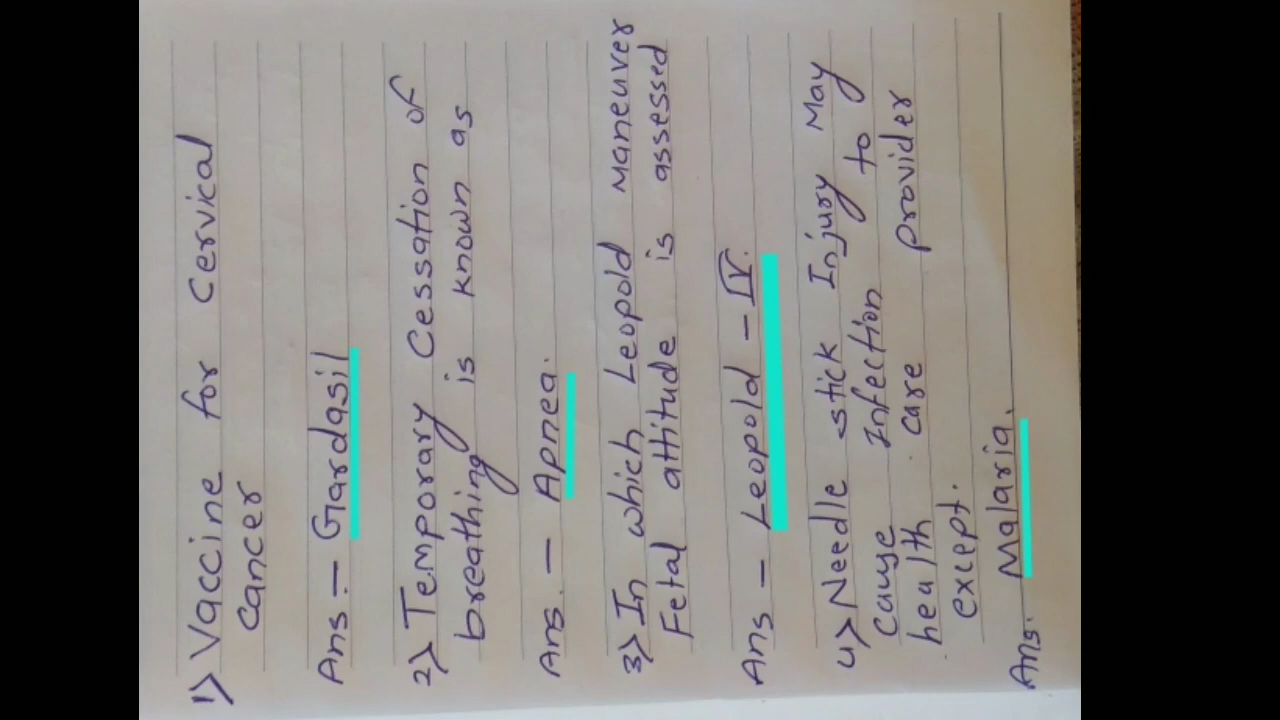 1) Vaccine for Cervical
Cancer
Ans :- Gardasil
2) Temporary Cessation of
breathing is known as
Ans. - Apnea.
3) In which Leopold Maneuver
Fetal attitude is assessed
Ans - Leopold - IV.
4) Needle stick Injury May
cause Infection to
health care provider
except.
Ans. Malaria.